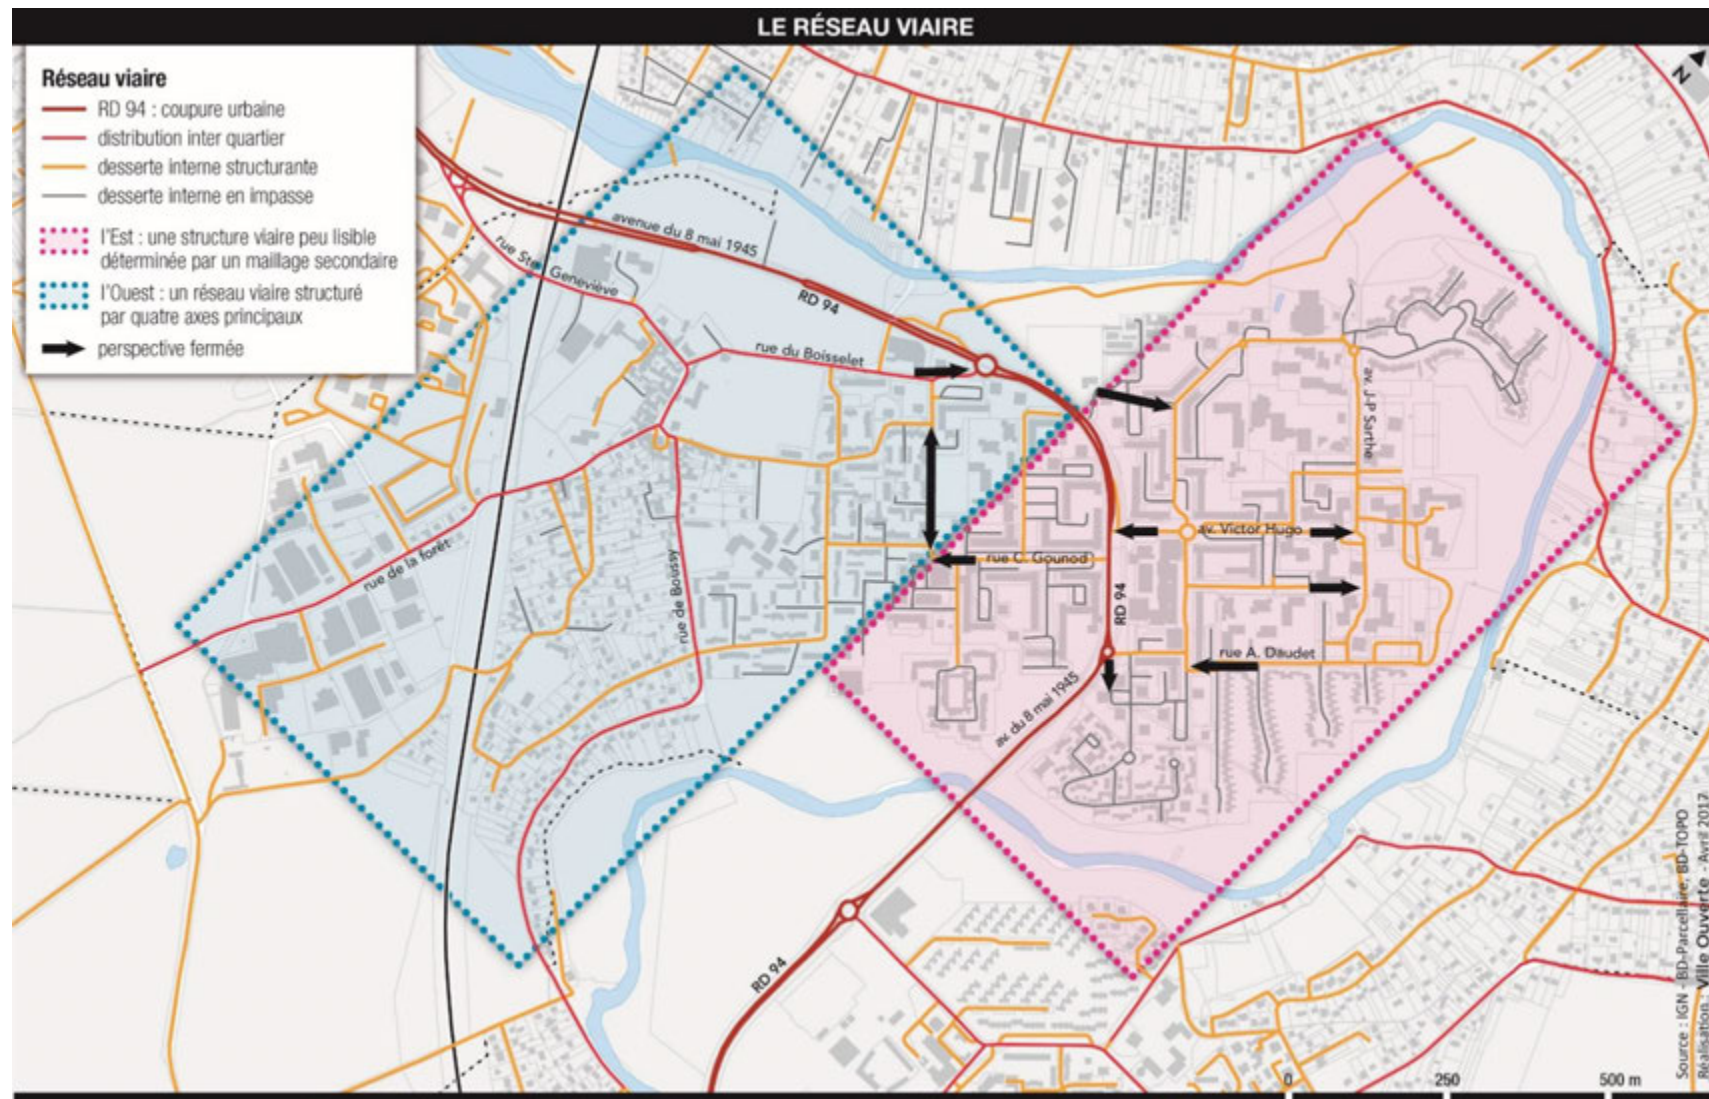 LE RÉSEAU VIAIRE
Réseau viaire
RD 94 : coupure urbaine
distribution inter quartier
desserte interne structurante
desserte interne en impasse
l'Est : une structure viaire peu lisible
déterminée par un maillage secondaire
l'Ouest : un réseau viaire structuré
par quatre axes principaux
perspective fermée
N
avenue du 8 mai 1945
rue Ste Geneviève
RD 94
rue du Boisselet
av. J-P Sarthe
av. Victor Hugo
rue C. Gounod
rue de la forêt
rue de Boussy
RD 94
rue A. Daudet
av. du 8 mai 1945
RD 94
Source : IGN - BD-Parcellaire, BD-TOPO
Réalisation : Ville Ouverte - Avril 2017
0 250 500 m